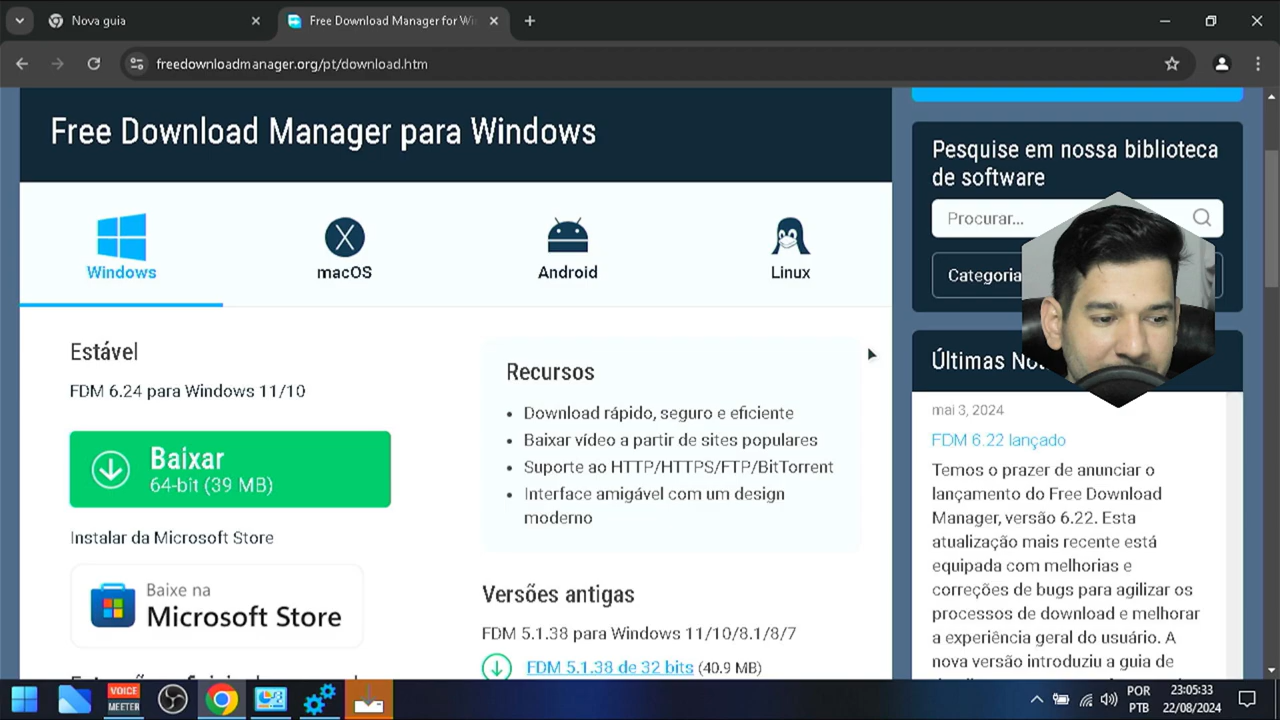 Nova guia
Free Download Manager for Win
freedownloadmanager.org/pt/download.htm
Free Download Manager para Windows
Windows
macOS
Android
Linux
Estável
FDM 6.24 para Windows 11/10
Baixar
64-bit (39 MB)
Instalar da Microsoft Store
Baixe na
Microsoft Store
Recursos
• Download rápido, seguro e eficiente
• Baixar vídeo a partir de sites populares
• Suporte ao HTTP/HTTPS/FTP/BitTorrent
• Interface amigável com um design
moderno
Versões antigas
FDM 5.1.38 para Windows 11/10/8.1/8/7
FDM 5.1.38 de 32 bits (40.9 MB)
Pesquise em nossa biblioteca
de software
Procurar...
Categoria
Últimas
mai 3, 2024
FDM 6.22 lançado
Temos o prazer de anunciar o
lançamento do Free Download
Manager, versão 6.22. Esta
atualização mais recente está
equipada com melhorias e
correções de bugs para agilizar os
processos de download e melhorar
a experiência geral do usuário. A
nova versão introduziu a guia de
VOICE
MEETER
POR
PTB
23:05:33
22/08/2024